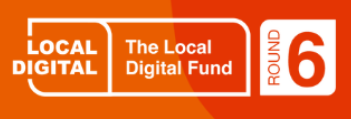 LOCAL
DIGITAL
The Local
Digital Fund
ROUND
6